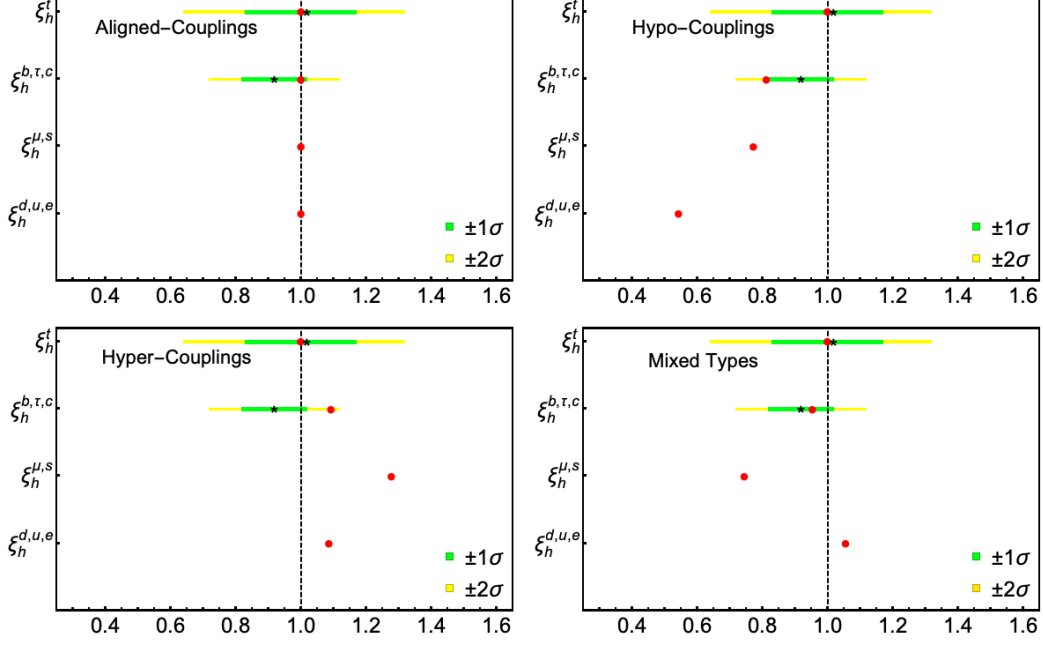 ξ_h^t
Aligned−Couplings
ξ_h^{b,τ,c}
ξ_h^{μ,s}
ξ_h^{d,u,e}
±1σ
±2σ
0.4 0.6 0.8 1.0 1.2 1.4 1.6
ξ_h^t
Hypo−Couplings
ξ_h^{b,τ,c}
ξ_h^{μ,s}
ξ_h^{d,u,e}
±1σ
±2σ
0.4 0.6 0.8 1.0 1.2 1.4 1.6
ξ_h^t
Hyper−Couplings
ξ_h^{b,τ,c}
ξ_h^{μ,s}
ξ_h^{d,u,e}
±1σ
±2σ
0.4 0.6 0.8 1.0 1.2 1.4 1.6
ξ_h^t
Mixed Types
ξ_h^{b,τ,c}
ξ_h^{μ,s}
ξ_h^{d,u,e}
±1σ
±2σ
0.4 0.6 0.8 1.0 1.2 1.4 1.6